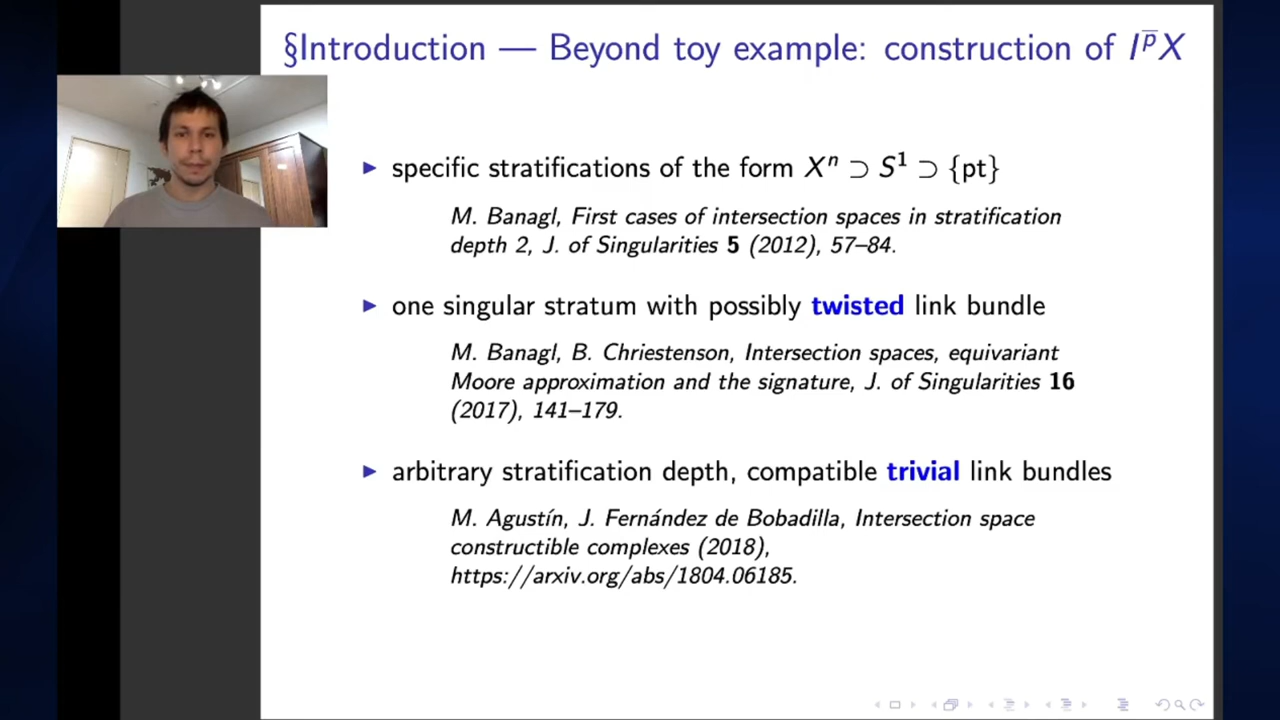 §Introduction — Beyond toy example: construction of I^p̄X
▶ specific stratifications of the form Xⁿ ⊃ S¹ ⊃ {pt}
M. Banagl, First cases of intersection spaces in stratification
depth 2, J. of Singularities 5 (2012), 57–84.
▶ one singular stratum with possibly twisted link bundle
M. Banagl, B. Chriestenson, Intersection spaces, equivariant
Moore approximation and the signature, J. of Singularities 16
(2017), 141–179.
▶ arbitrary stratification depth, compatible trivial link bundles
M. Agustín, J. Fernández de Bobadilla, Intersection space
constructible complexes (2018),
https://arxiv.org/abs/1804.06185.